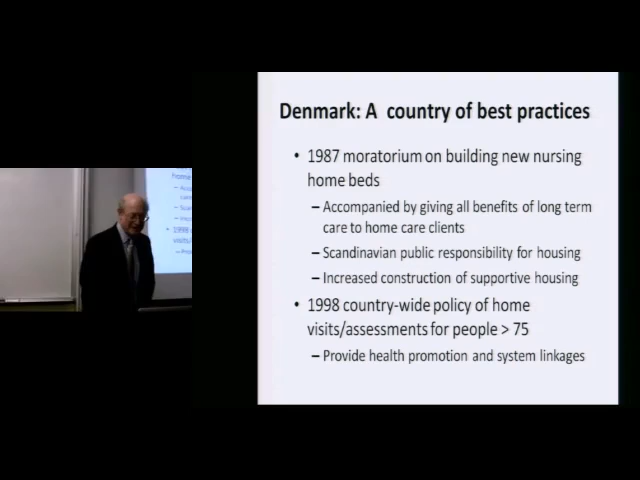 Denmark: A country of best practices
• 1987 moratorium on building new nursing
home beds
– Accompanied by giving all benefits of long term
care to home care clients
– Scandinavian public responsibility for housing
– Increased construction of supportive housing
• 1998 country-wide policy of home
visits/assessments for people > 75
– Provide health promotion and system linkages